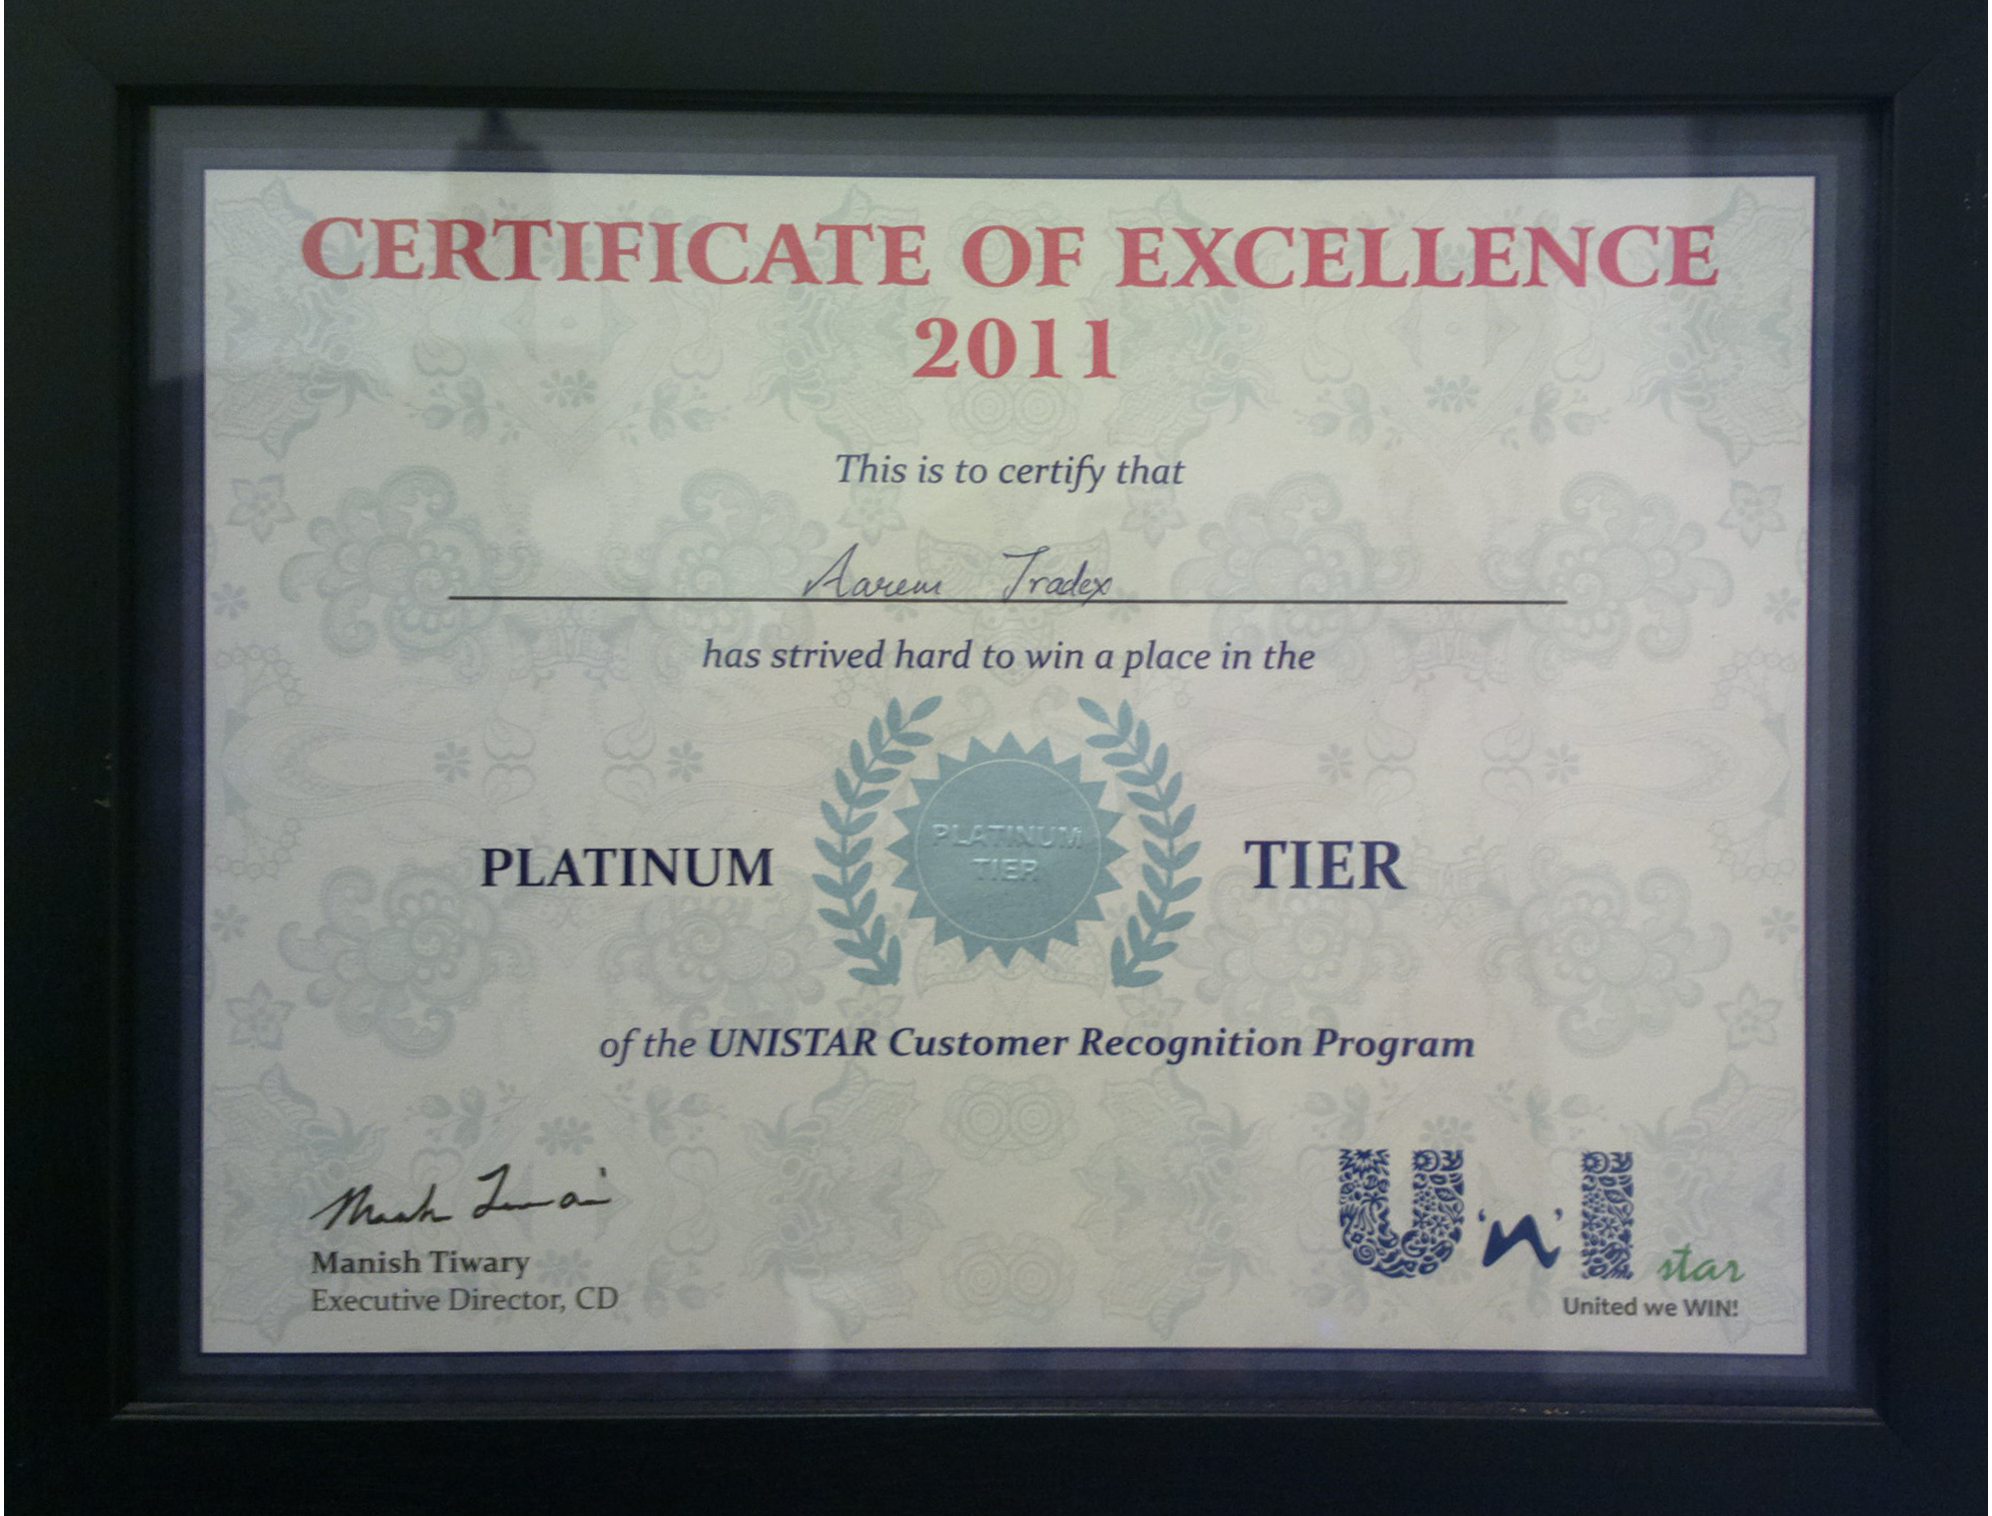 CERTIFICATE OF EXCELLENCE
2011
This is to certify that
Aarem Tradex
has strived hard to win a place in the
PLATINUM TIER
PLATINUM
TIER
of the UNISTAR Customer Recognition Program
Manish Tiwary
Executive Director, CD
U 'n' I star
United we WIN!